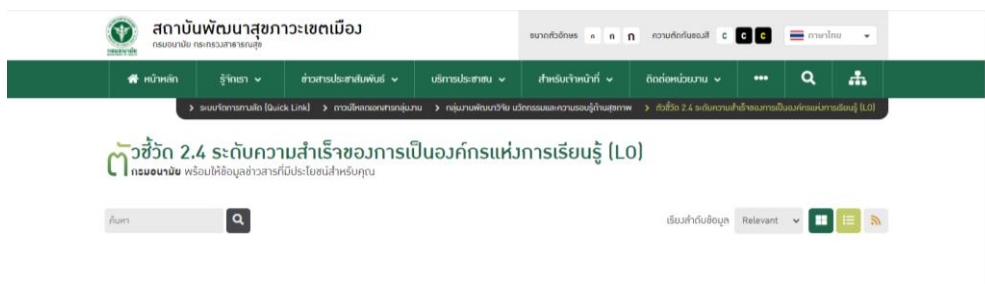 สถาบันพัฒนาสุขภาวะเขตเมือง
กรมอนามัย กระทรวงสาธารณสุข
ขนาดตัวอักษร ก ก ก ความตัดกันของสี C C C ภาษาไทย
หน้าหลัก รู้จักเรา ข่าวสารประชาสัมพันธ์ บริการประชาชน สำหรับเจ้าหน้าที่ ติดต่อหน่วยงาน •••
> ระบบจัดการทางลัด (Quick Link) > ดาวน์โหลดเอกสารกลุ่มงาน > กลุ่มงานพัฒนาวิจัย นวัตกรรมและความรอบรู้ด้านสุขภาพ > ตัวชี้วัด 2.4 ระดับความสำเร็จของการเป็นองค์กรแห่งการเรียนรู้ (LO)
ตัวชี้วัด 2.4 ระดับความสำเร็จของการเป็นองค์กรแห่งการเรียนรู้ (LO)
กรมอนามัย พร้อมให้ข้อมูลข่าวสารที่มีประโยชน์สำหรับคุณ
ค้นหา เรียงลำดับข้อมูล Relevant